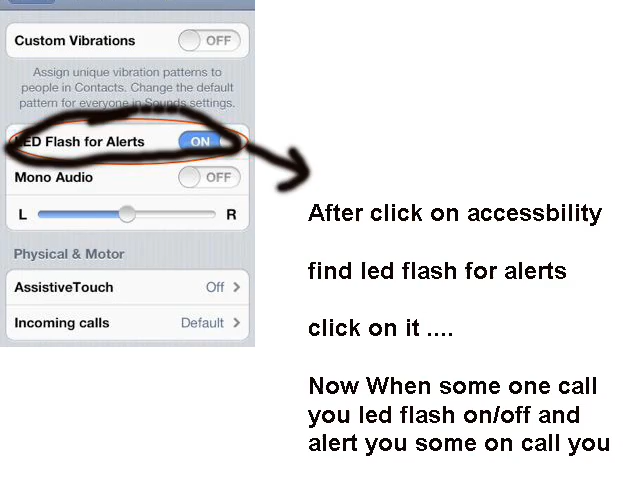 Custom Vibrations OFF
Assign unique vibration patterns to
people in Contacts. Change the default
pattern for everyone in Sounds settings.
LED Flash for Alerts ON
Mono Audio OFF
L R
Physical & Motor
AssistiveTouch Off
Incoming calls Default
After click on accessbility
find led flash for alerts
click on it ....
Now When some one call
you led flash on/off and
alert you some on call you